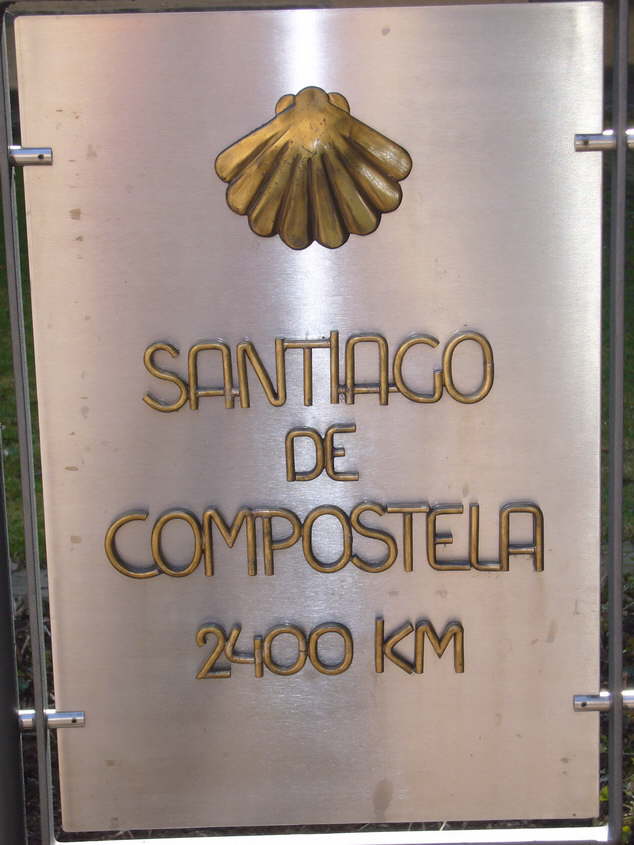 SANTIAGO
DE
COMPOSTELA
2400 KM